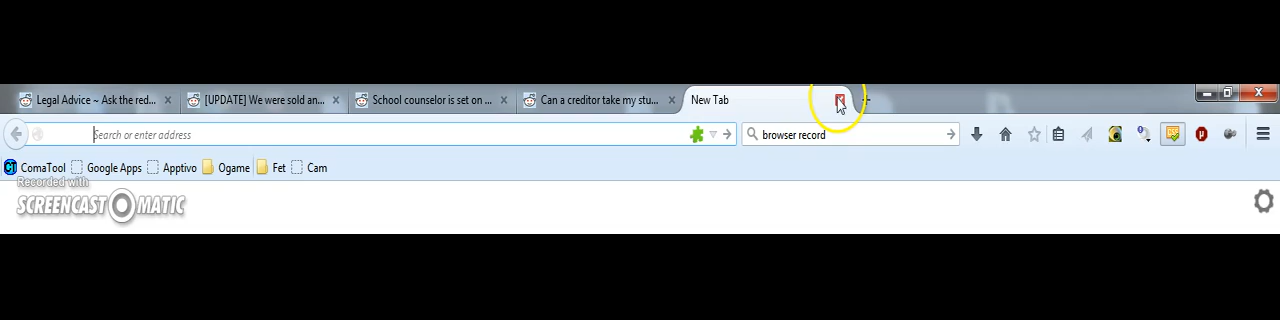 Legal Advice ~ Ask the red... [UPDATE] We were sold an... School counselor is set on ... Can a creditor take my stu... New Tab
Search or enter address browser record
CT ComaTool Google Apps Apptivo Ogame Fet Cam
Recorded with
SCREENCAST-O-MATIC